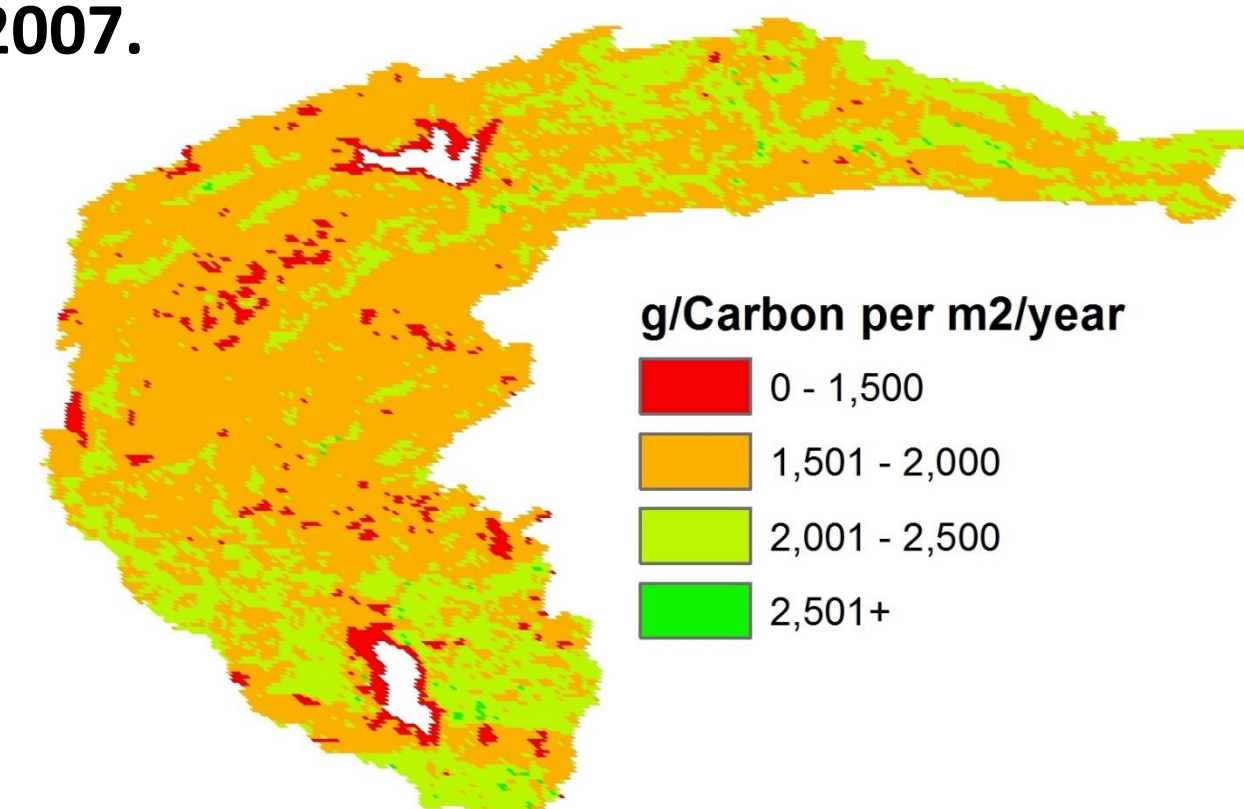 2007.
g/Carbon per m2/year
0 - 1,500
1,501 - 2,000
2,001 - 2,500
2,501+